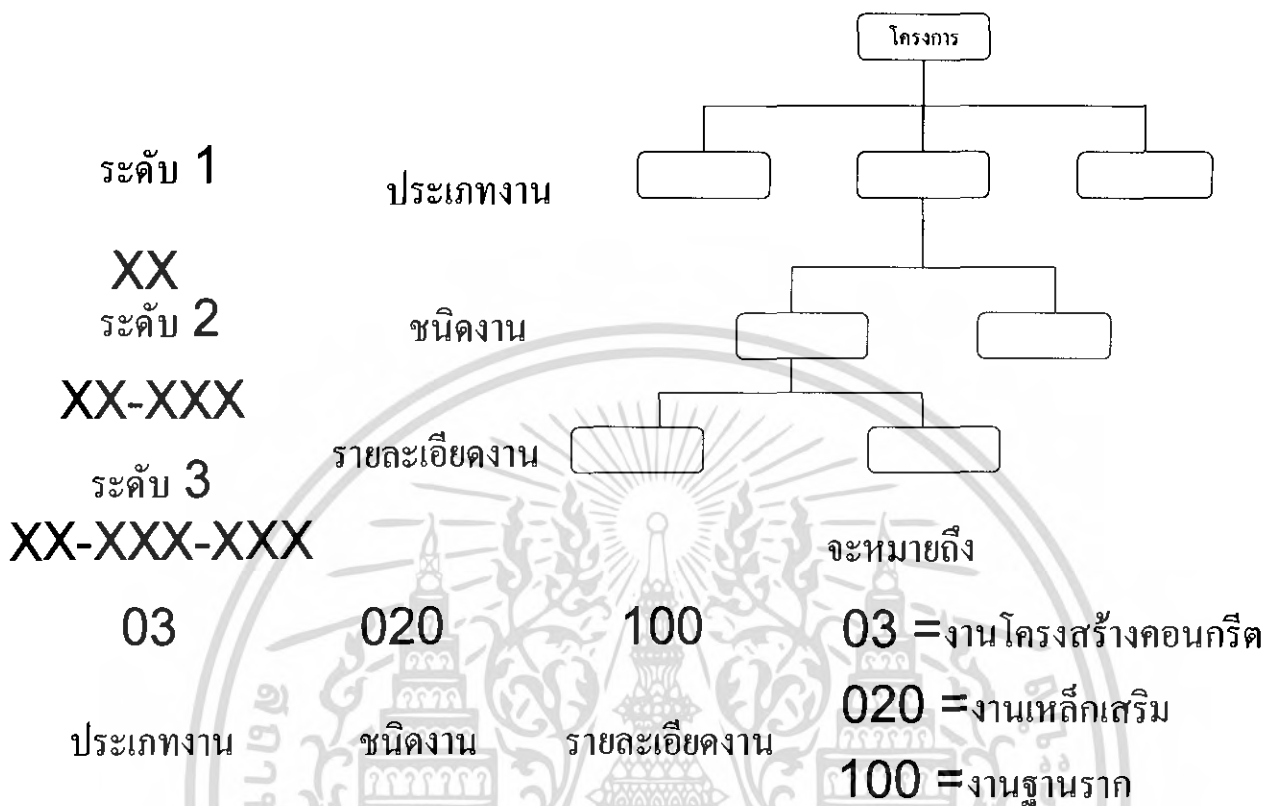 โครงการ
ระดับ 1
ประเภทงาน
XX
ระดับ 2
ชนิดงาน
XX-XXX
รายละเอียดงาน
ระดับ 3
XX-XXX-XXX
จะหมายถึง
03 020 100 03 =งานโครงสร้างคอนกรีต
020 =งานเหล็กเสริม
ประเภทงาน ชนิดงาน รายละเอียดงาน
100 =งานฐานราก